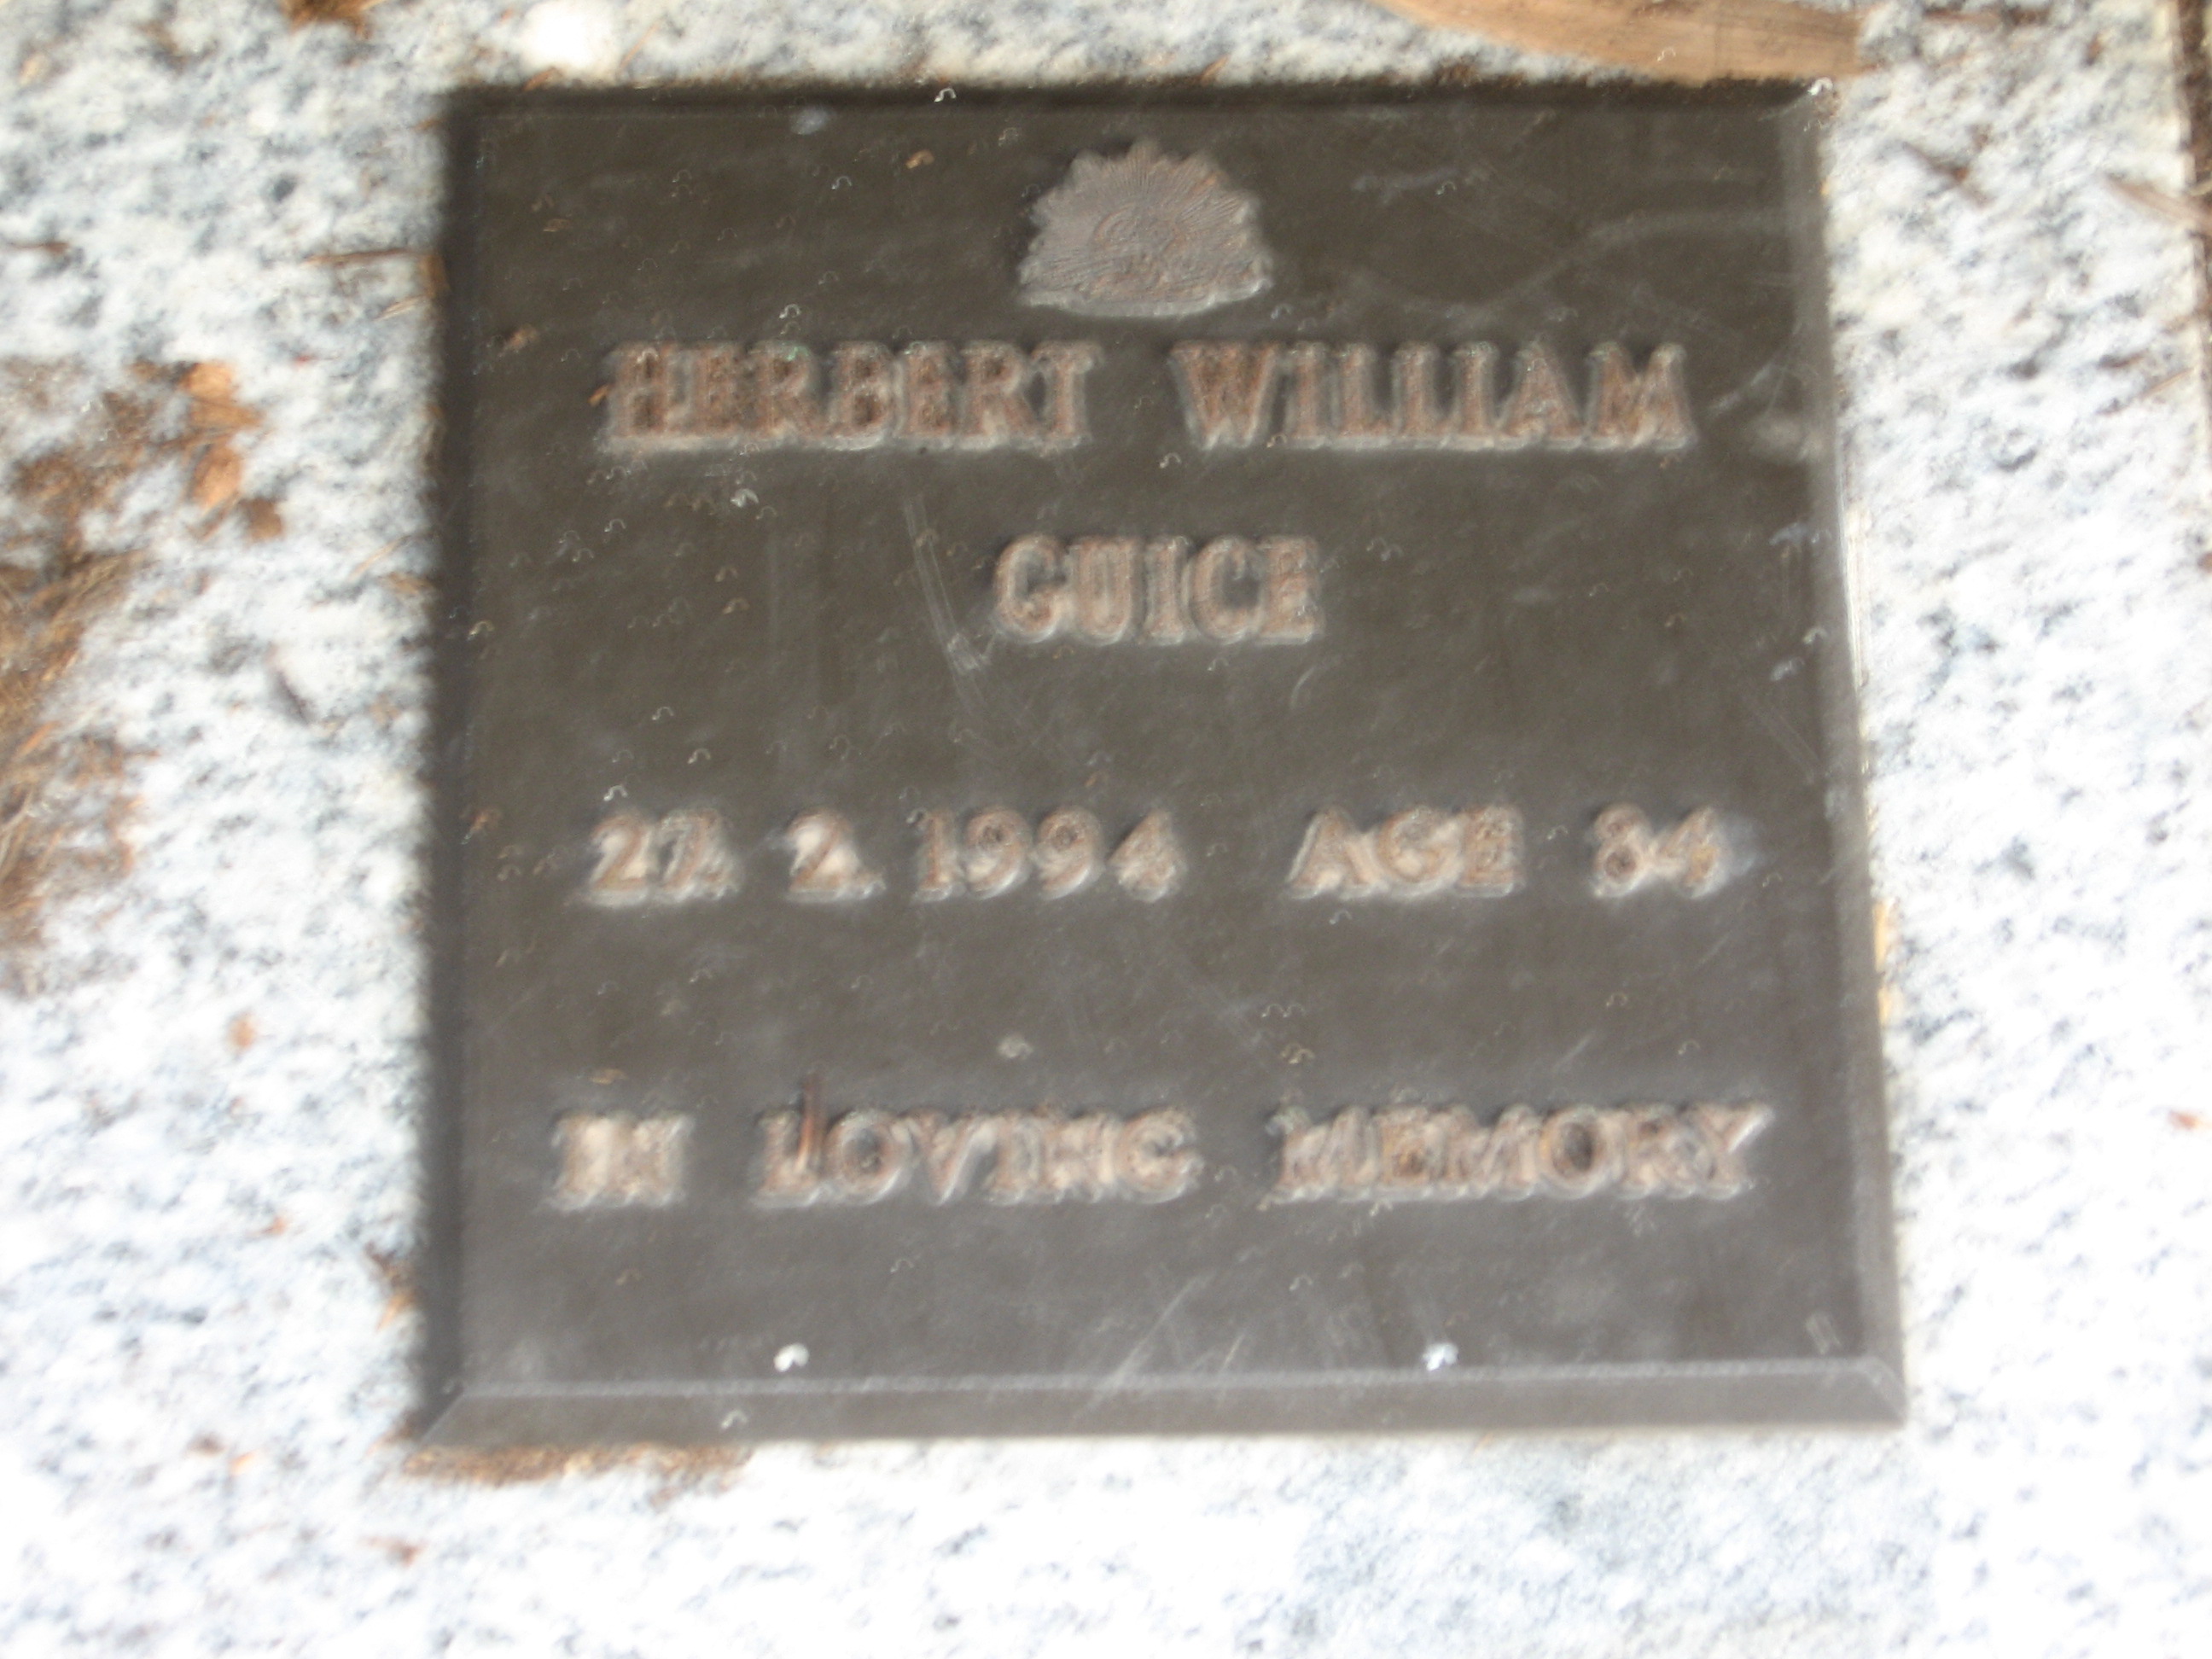 HERBERT WILLIAM
GUICE
27. 2. 1994 AGE 84
IN LOVING MEMORY